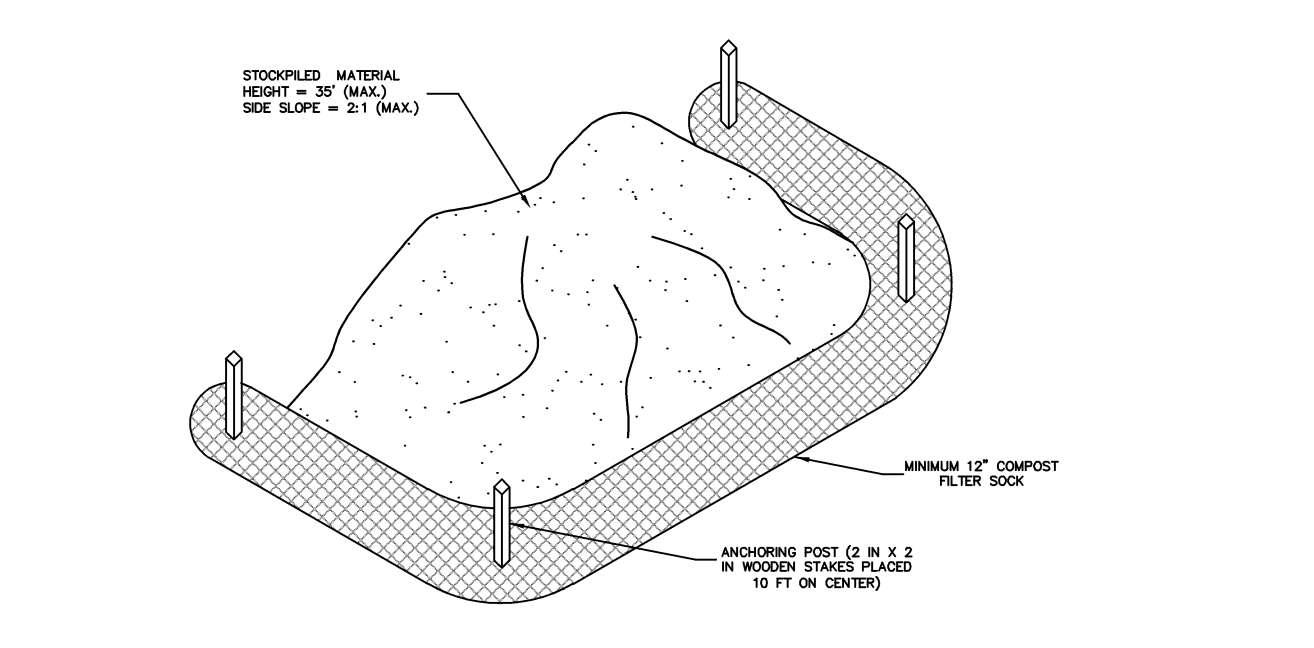 STOCKPILED MATERIAL
HEIGHT = 35' (MAX.)
SIDE SLOPE = 2:1 (MAX.)
MINIMUM 12" COMPOST
FILTER SOCK
ANCHORING POST (2 IN X 2
IN WOODEN STAKES PLACED
10 FT ON CENTER)